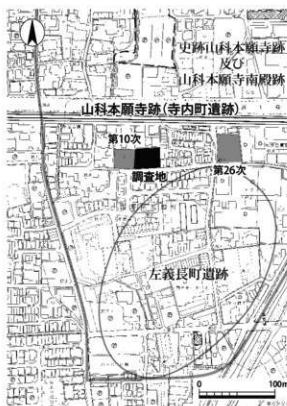 史跡山科本願寺跡
及び
山科本願寺南殿跡
山科本願寺跡(寺内町遺跡)
第10次
調査地
第26次
左義長町遺跡
0
100m